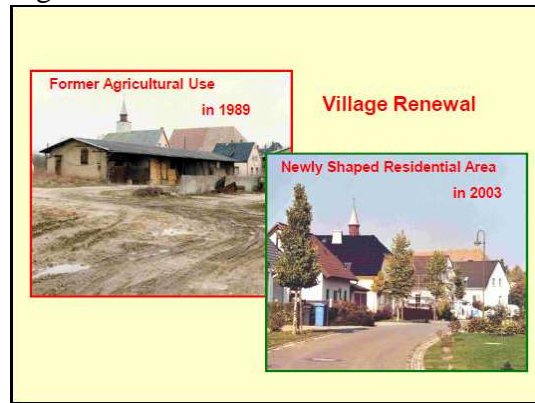 Former Agricultural Use
in 1989
Village Renewal
Newly Shaped Residential Area
in 2003